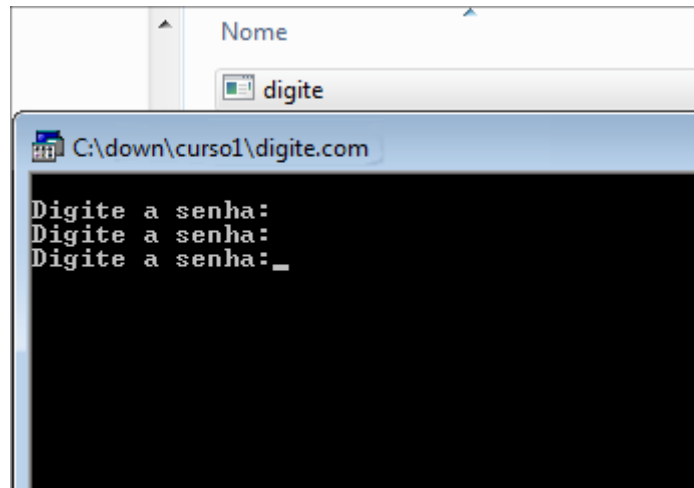 Nome
digite
C:\down\curso1\digite.com
Digite a senha:
Digite a senha:
Digite a senha:_